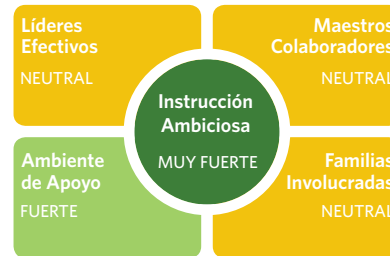 Líderes
Efectivos
NEUTRAL
Maestros
Colaboradores
NEUTRAL
Instrucción
Ambiciosa
MUY FUERTE
Ambiente
de Apoyo
FUERTE
Familias
Involucradas
NEUTRAL